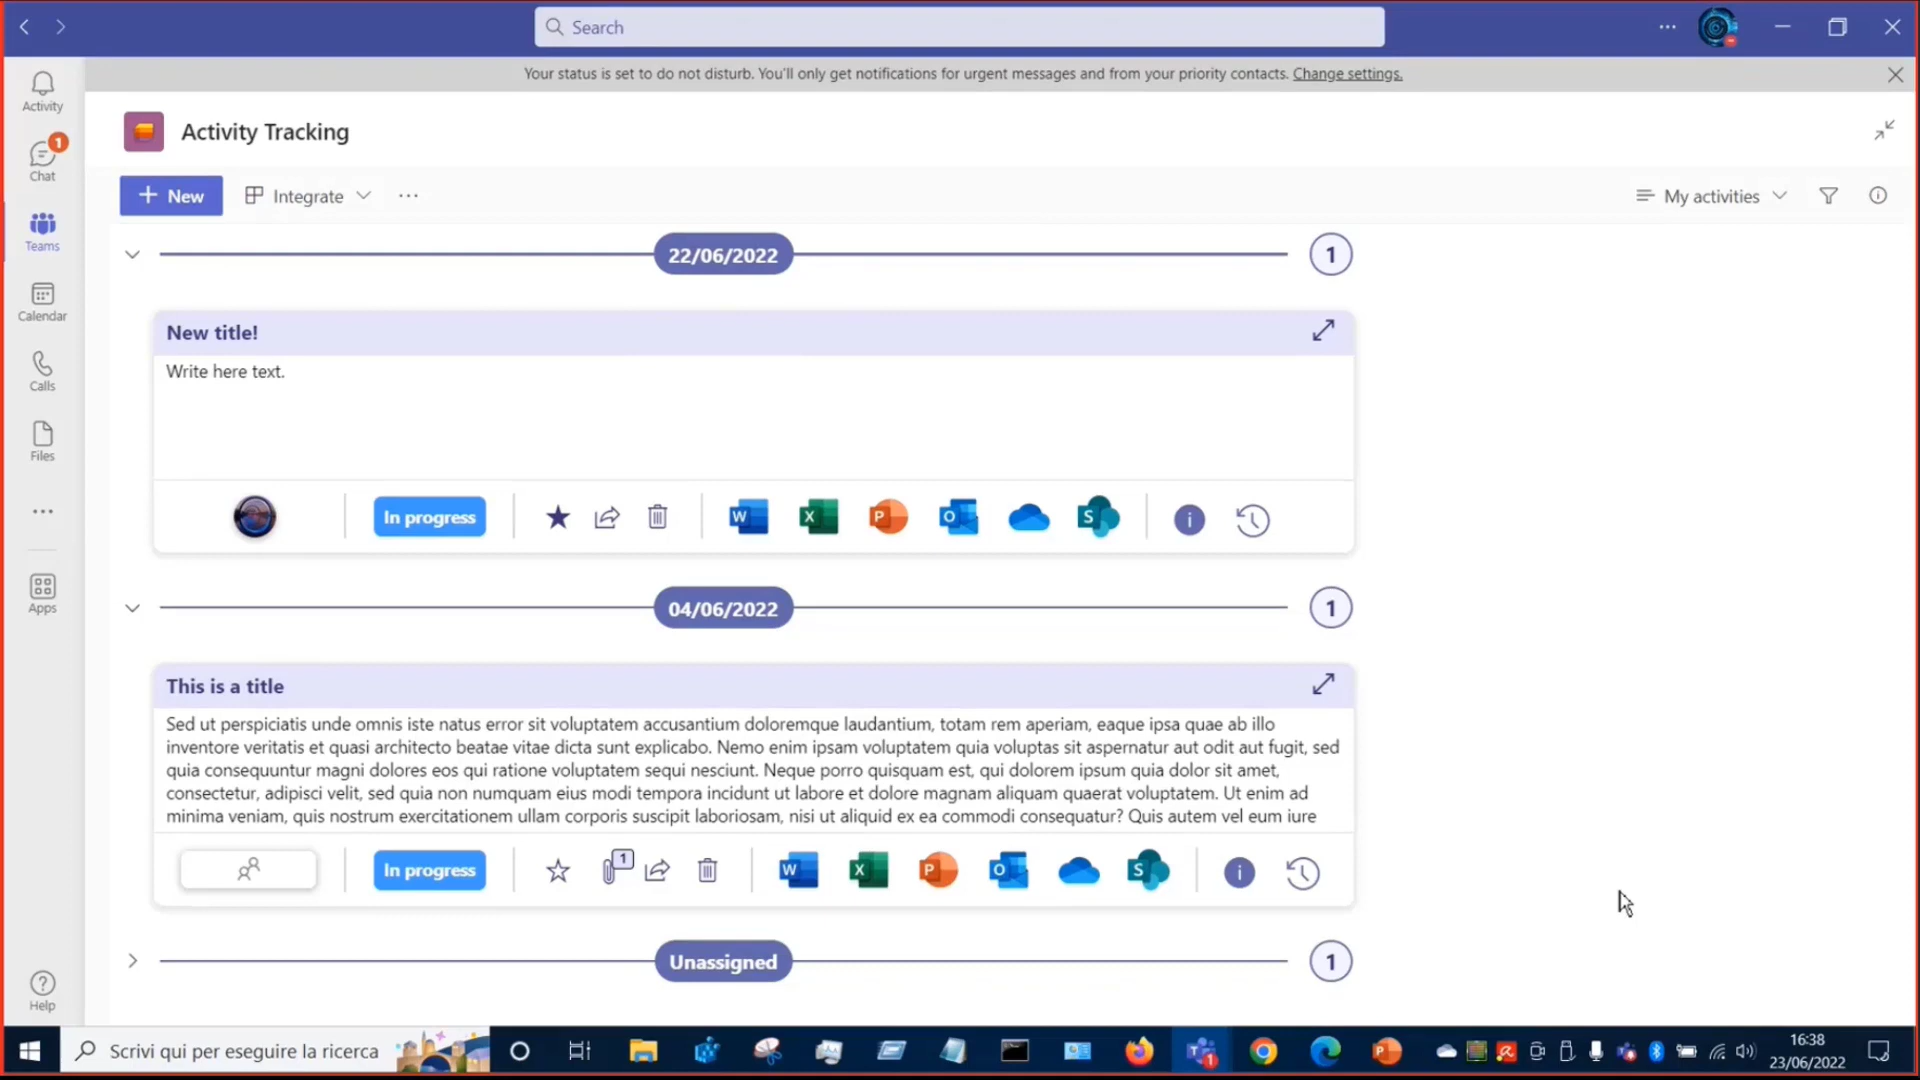 Search
Your status is set to do not disturb. You'll only get notifications for urgent messages and from your priority contacts. Change settings.
Activity
Chat
1
Teams
Calendar
Calls
Files
Apps
Help
Activity Tracking
New
Integrate
My activities
22/06/2022
1
New title!
Write here text.
In progress
04/06/2022
1
This is a title
Sed ut perspiciatis unde omnis iste natus error sit voluptatem accusantium doloremque laudantium, totam rem aperiam, eaque ipsa quae ab illo
inventore veritatis et quasi architecto beatae vitae dicta sunt explicabo. Nemo enim ipsam voluptatem quia voluptas sit aspernatur aut odit aut fugit, sed
quia consequuntur magni dolores eos qui ratione voluptatem sequi nesciunt. Neque porro quisquam est, qui dolorem ipsum quia dolor sit amet,
consectetur, adipisci velit, sed quia non numquam eius modi tempora incidunt ut labore et dolore magnam aliquam quaerat voluptatem. Ut enim ad
minima veniam, quis nostrum exercitationem ullam corporis suscipit laboriosam, nisi ut aliquid ex ea commodi consequatur? Quis autem vel eum iure
In progress
1
Unassigned
1
Scrivi qui per eseguire la ricerca
16:38
23/06/2022